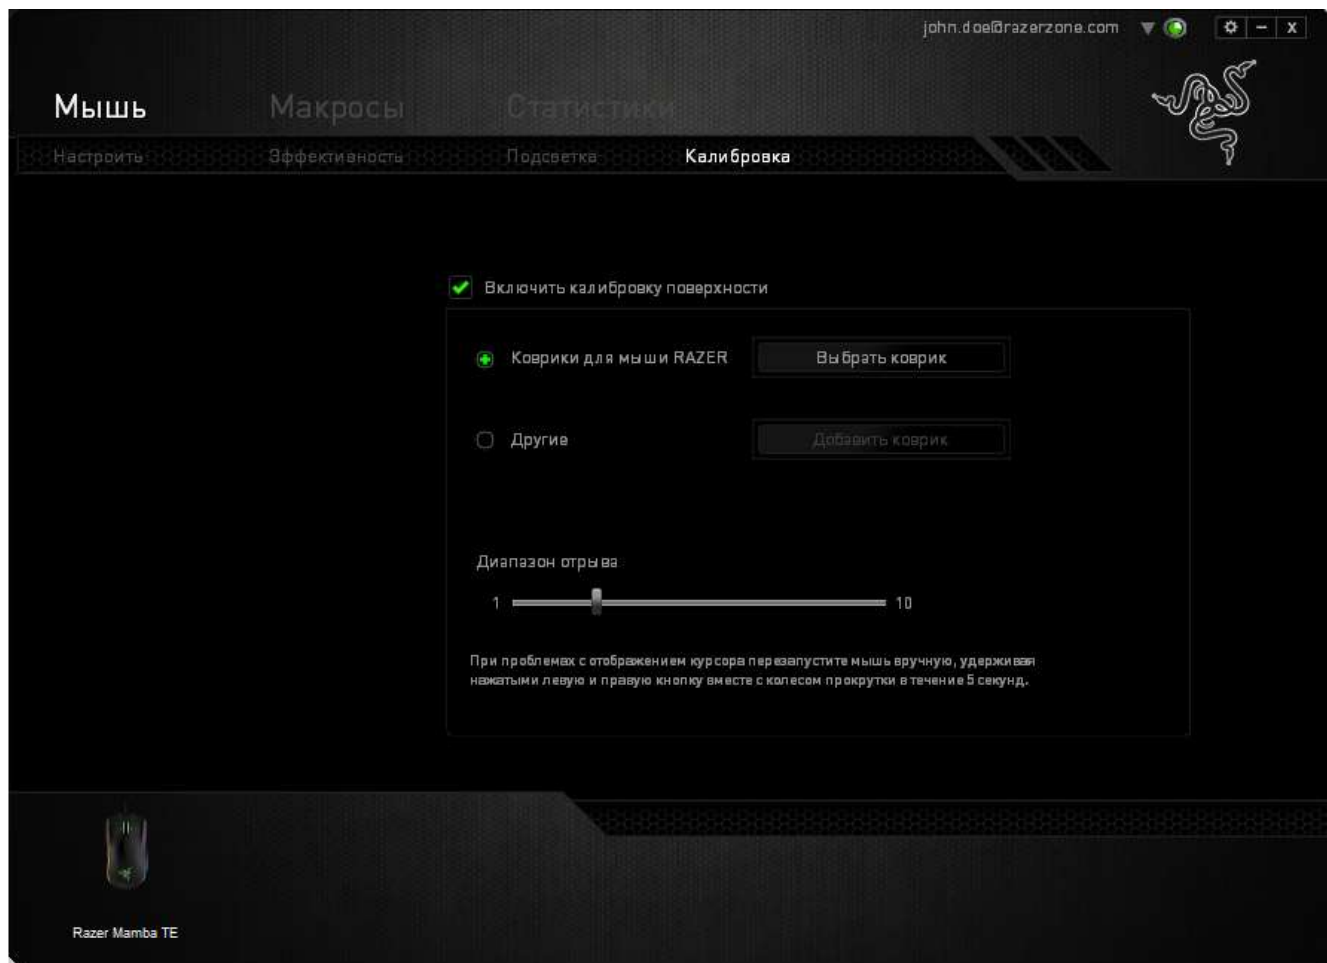 john.doe@razerzone.com
Мышь Макросы Статистики
Настроить Эффективность Подсветка Калибровка
Включить калибровку поверхности
Коврики для мыши RAZER Выбрать коврик
Другие Добавить коврик
Диапазон отрыва
1 10
При проблемах с отображением курсора перезапустите мышь вручную, удерживая
нажатыми левую и правую кнопку вместе с колесом прокрутки в течение 5 секунд.
Razer Mamba TE